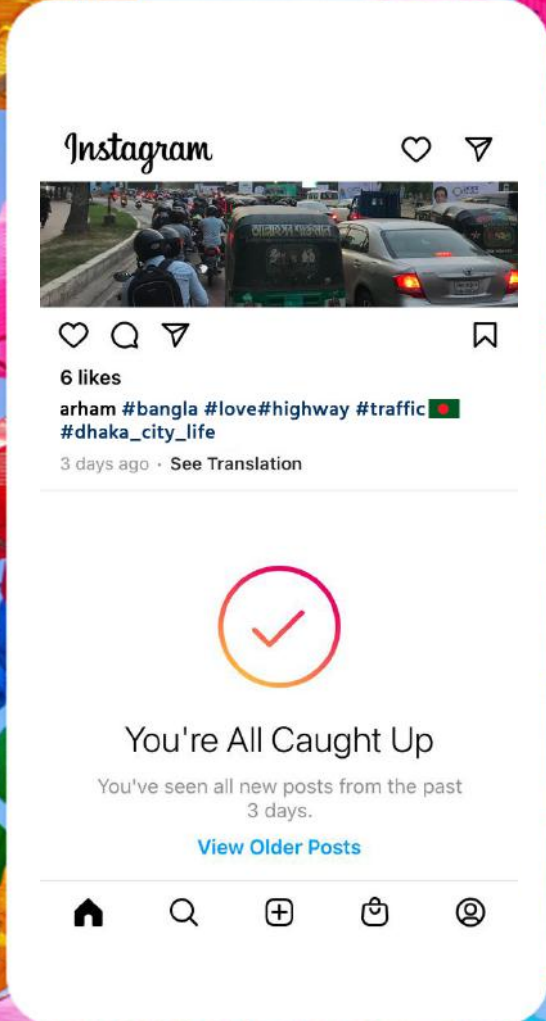 Instagram
6 likes
arham #bangla #love#highway #traffic🇧🇩
#dhaka_city_life
3 days ago · See Translation
You're All Caught Up
You've seen all new posts from the past
3 days.
View Older Posts